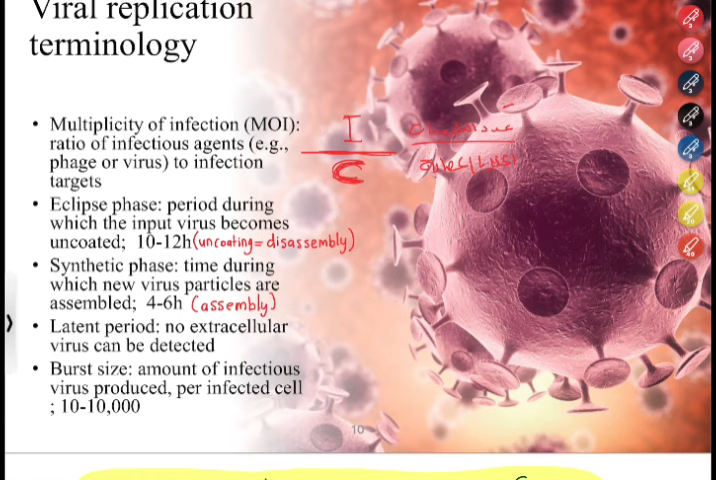 Viral replication
terminology
• Multiplicity of infection (MOI):
ratio of infectious agents (e.g.,
phage or virus) to infection
targets
I
C
عدد الفيروسات
• Eclipse phase: period during
which the input virus becomes
uncoated; 10-12h (uncoating = disassembly)
• Synthetic phase: time during
which new virus particles are
assembled; 4-6h (assembly)
• Latent period: no extracellular
virus can be detected
• Burst size: amount of infectious
virus produced, per infected cell
; 10-10,000
10